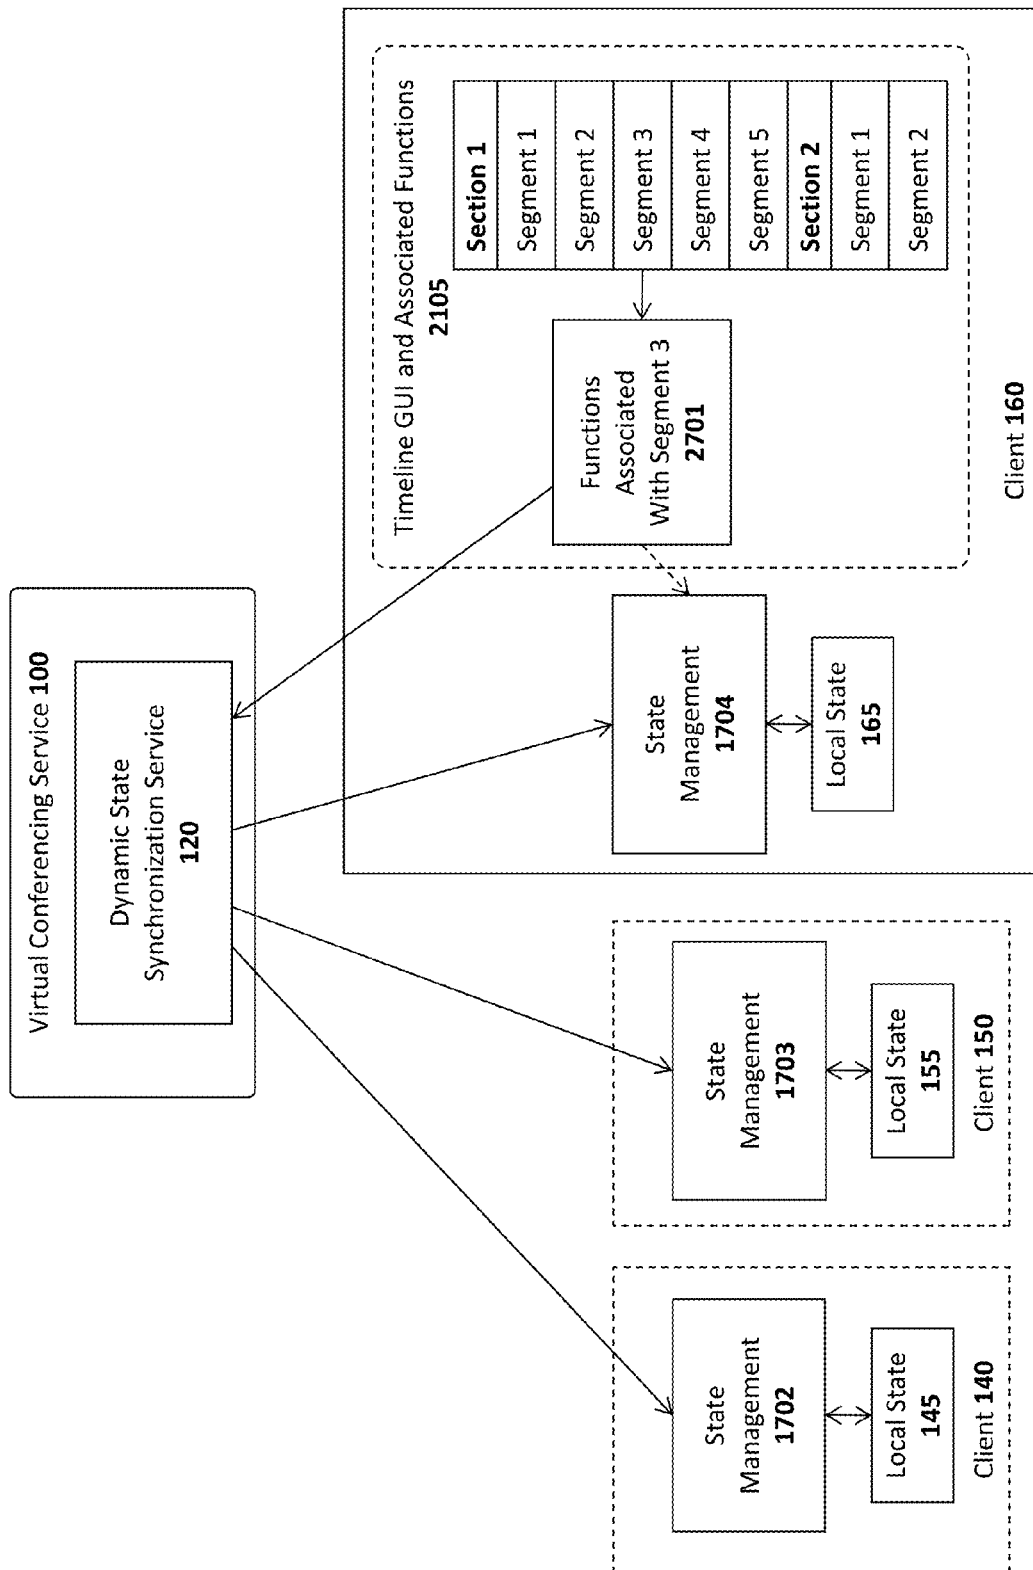 Virtual Conferencing Service 100
Dynamic State
Synchronization Service
120
State
Management
1702
Local State
145
Client 140
State
Management
1703
Local State
155
Client 150
State
Management
1704
Local State
165
Timeline GUI and Associated Functions
2105
Functions
Associated
With Segment 3
2701
Section 1
Segment 1
Segment 2
Segment 3
Segment 4
Segment 5
Section 2
Segment 1
Segment 2
Client 160